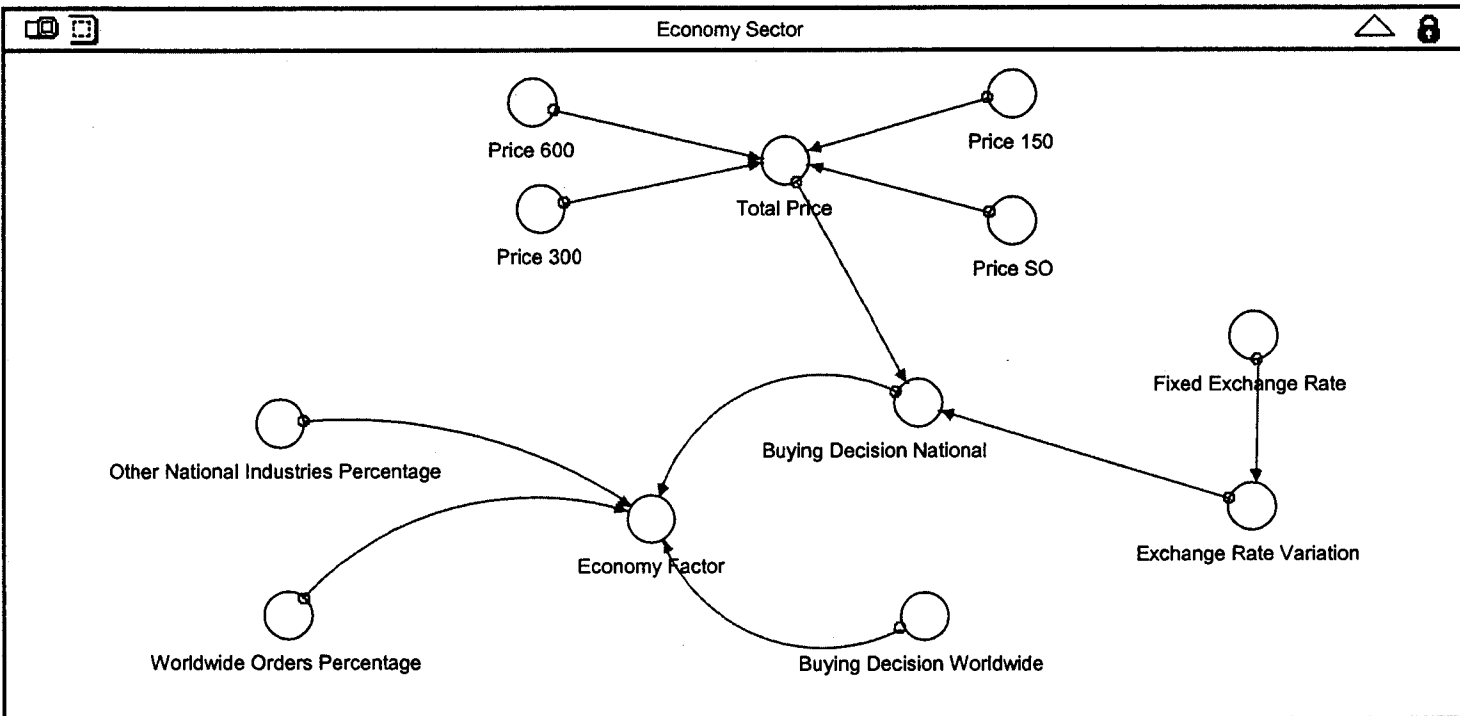 Economy Sector
Price 600
Price 150
Total Price
Price 300
Price SO
Fixed Exchange Rate
Buying Decision National
Other National Industries Percentage
Exchange Rate Variation
Economy Factor
Worldwide Orders Percentage
Buying Decision Worldwide